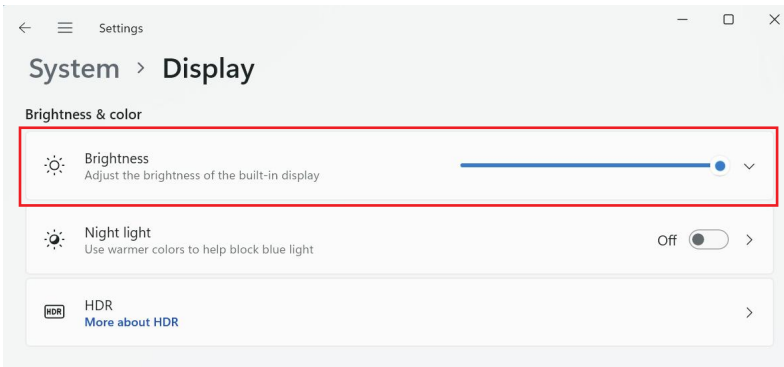 Settings
System > Display
Brightness & color
Brightness
Adjust the brightness of the built-in display
Night light
Use warmer colors to help block blue light
Off
HDR
HDR
More about HDR